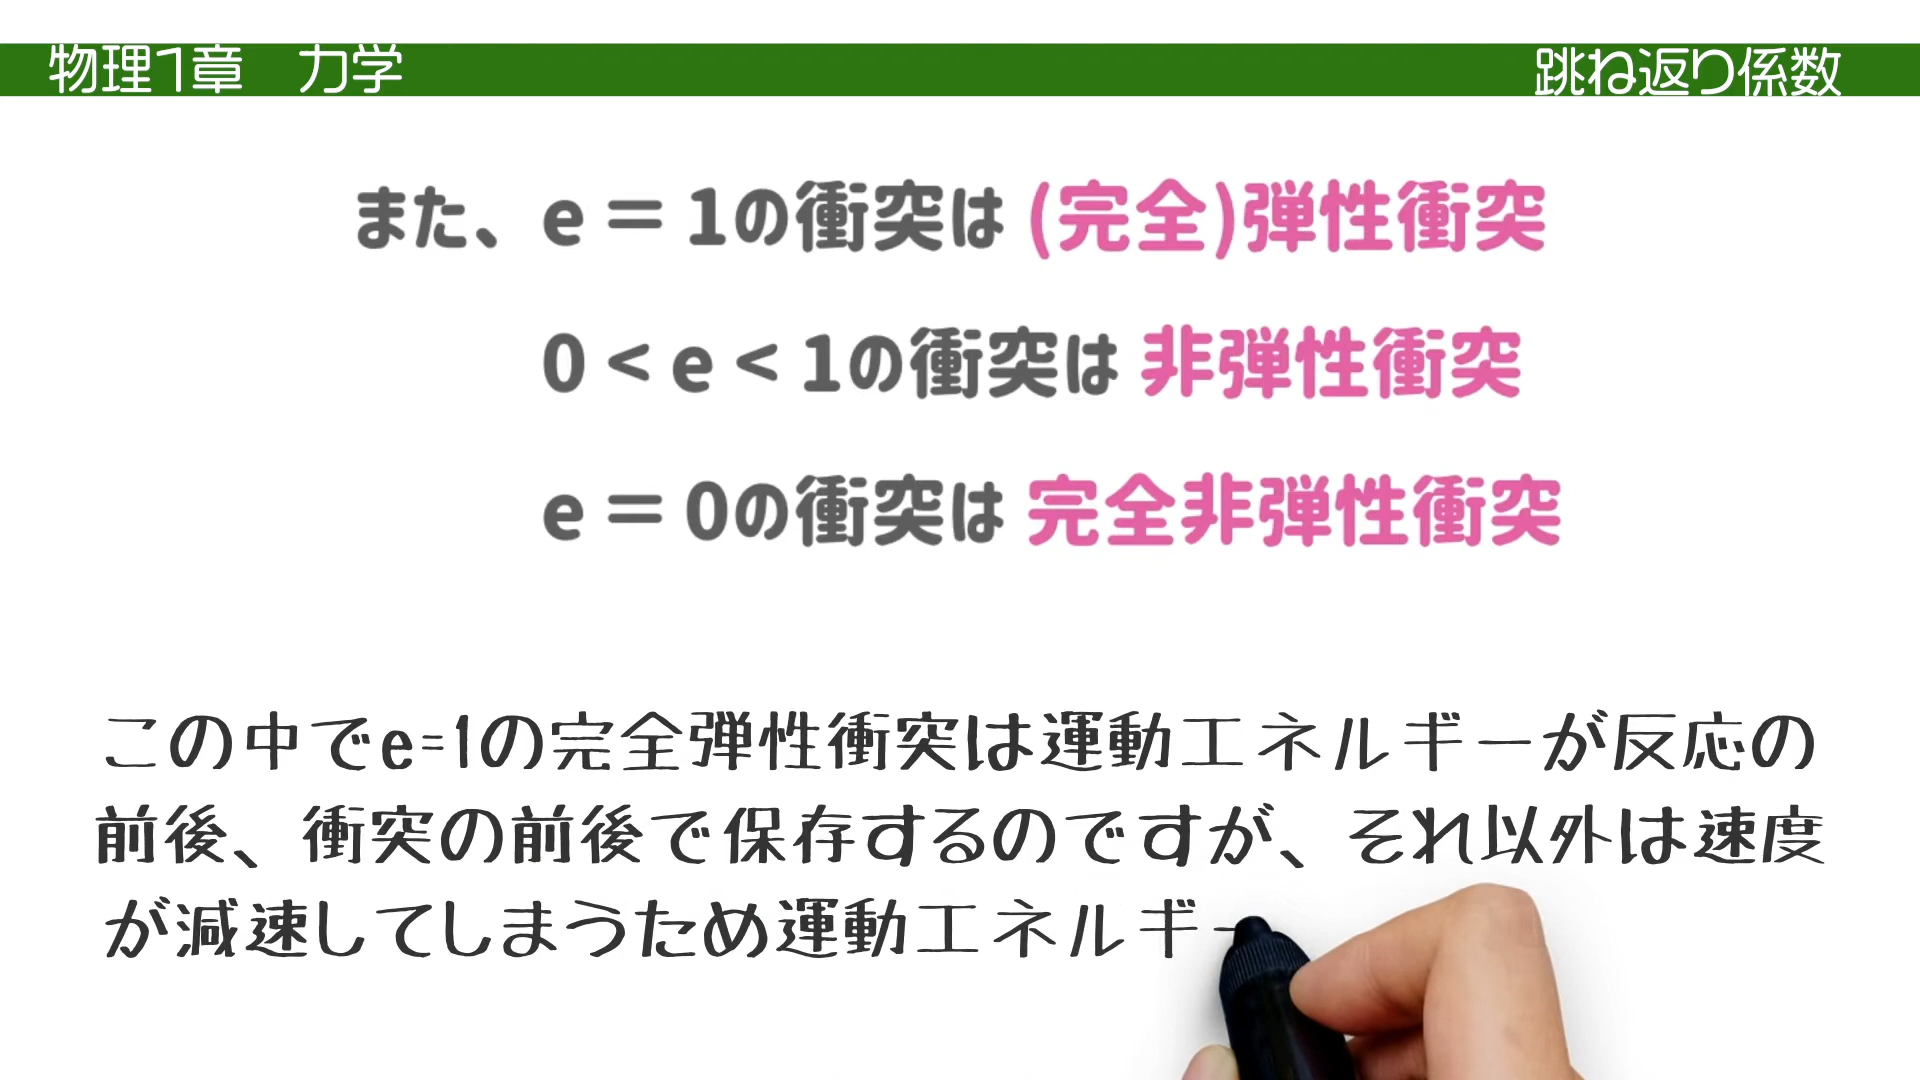 物理1章　力学
跳ね返り係数
また、e＝1の衝突は (完全)弾性衝突
0＜e＜1の衝突は 非弾性衝突
e＝0の衝突は 完全非弾性衝突
この中でe=1の完全弾性衝突は運動エネルギーが反応の
前後、衝突の前後で保存するのですが、それ以外は速度
が減速してしまうため運動エネルギー